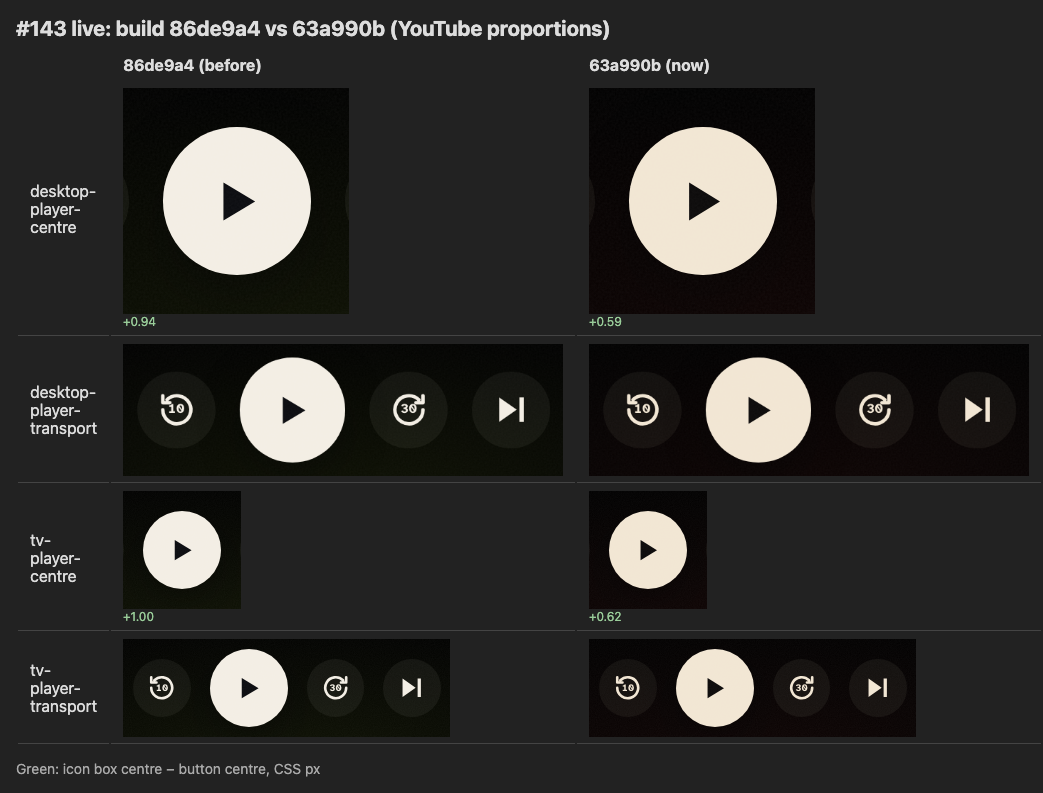 #143 live: build 86de9a4 vs 63a990b (YouTube proportions)
86de9a4 (before)
63a990b (now)
desktop-
player-
centre
+0.94
+0.59
desktop-
player-
transport
10
30
10
30
tv-
player-
centre
+1.00
+0.62
tv-
player-
transport
10
30
10
30
Green: icon box centre – button centre, CSS px